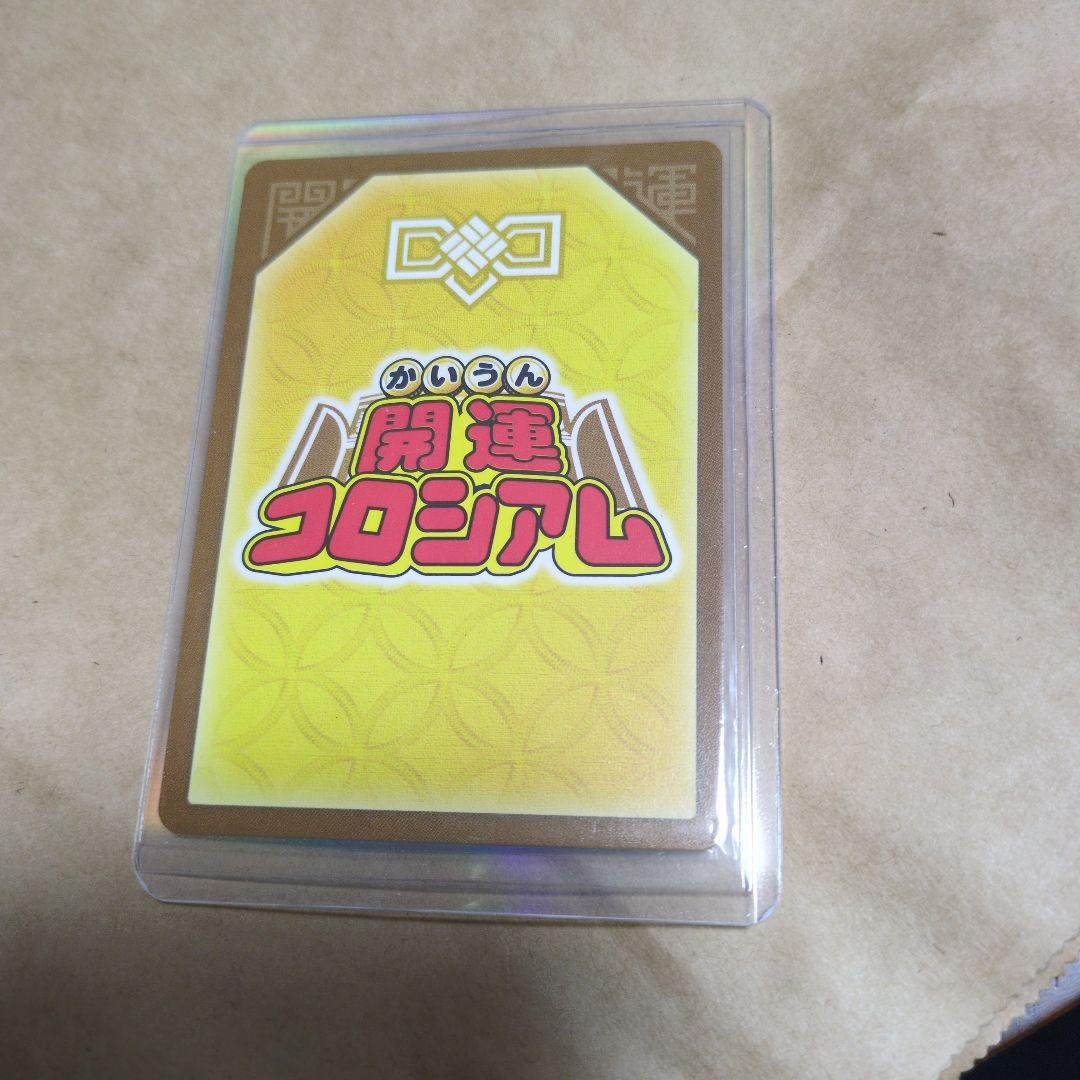 開 運
かいうん
開運
コロシアム